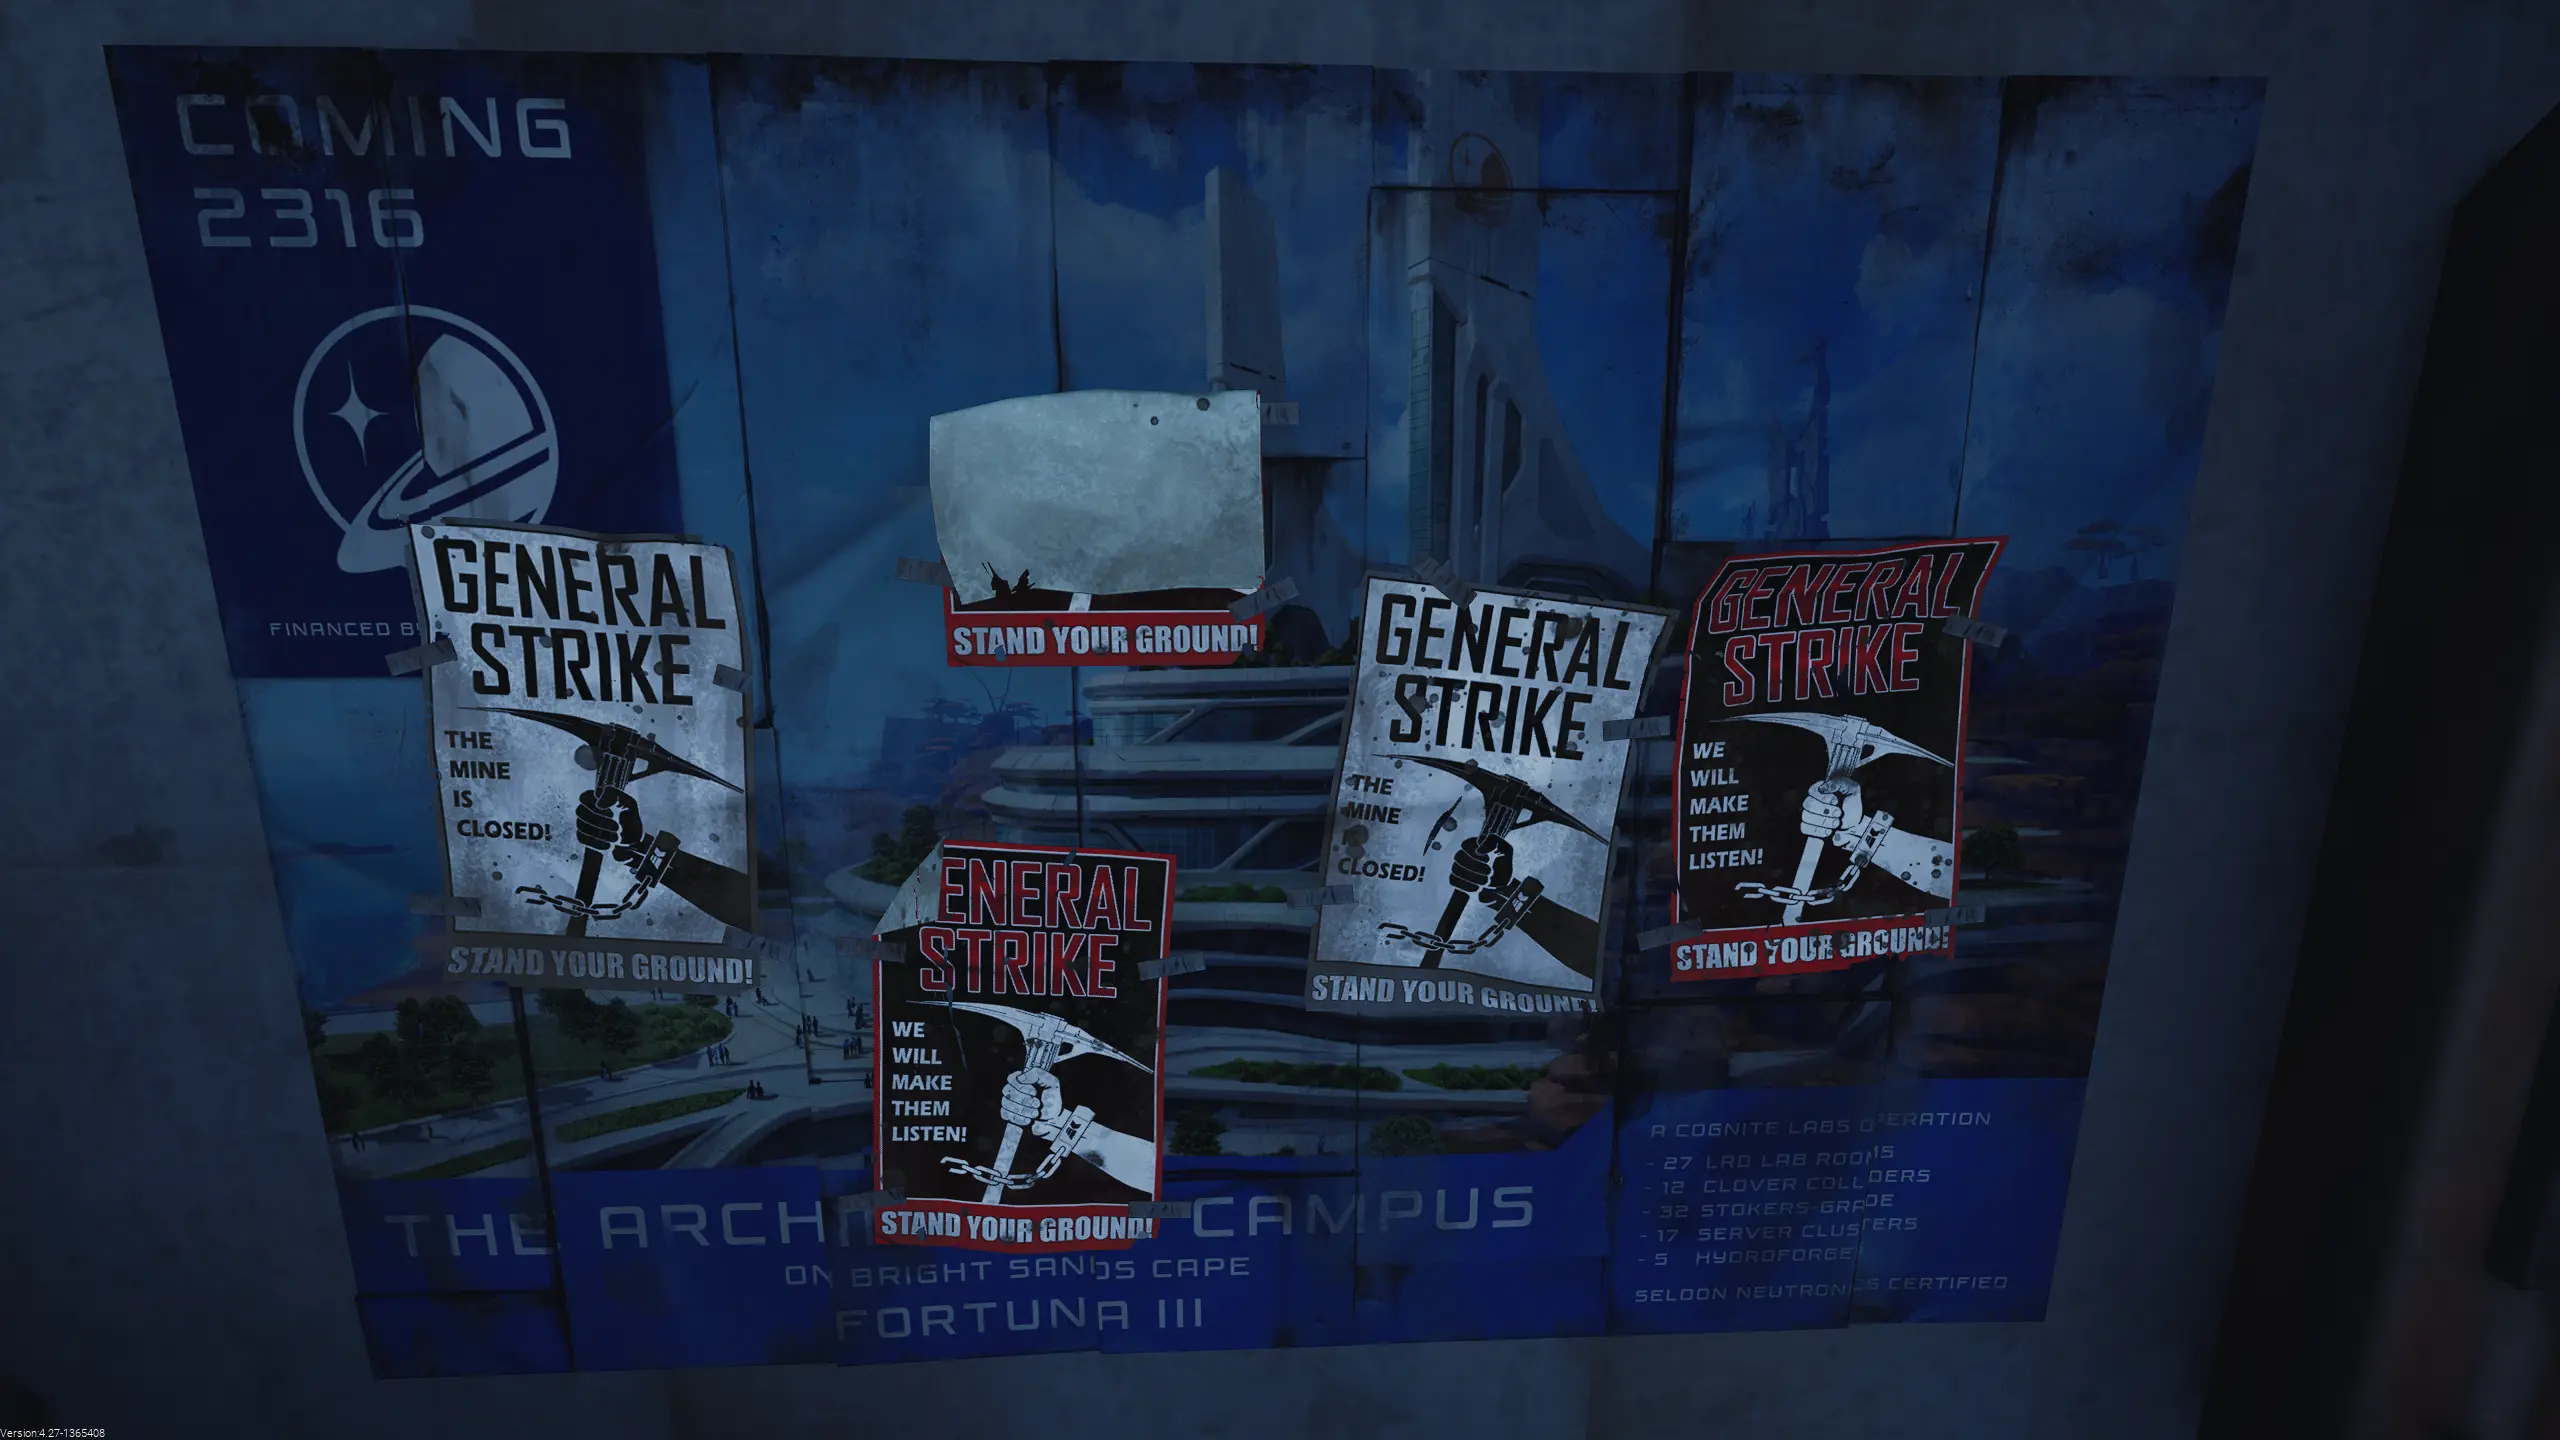 COMING
2316
FINANCED
GENERAL
STRIKE
THE
MINE
IS
CLOSED!
STAND YOUR GROUND!
STAND YOUR GROUND!
ENERAL
STRIKE
WE
WILL
MAKE
THEM
LISTEN!
STAND YOUR GROUND!
GENERAL
STRIKE
THE
MINE
CLOSED!
STAND YOUR GROUND!
GENERAL
STRIKE
WE
WILL
MAKE
THEM
LISTEN!
STAND YOUR GROUND!
THE CAMPUS
ON BRIGHT SANDS CAPE
FORTUNA III
A COGNITE LABS OPERATION
- 27 LRD LAB ROOMS
- 12 CLOVER COLLIDERS
- 32 STOKERS-GRADE
- 17 SERVER CLUSTERS
- 5 HYDROFORGE
SELDON NEUTRONICS CERTIFIED
Version:4.27-1365408